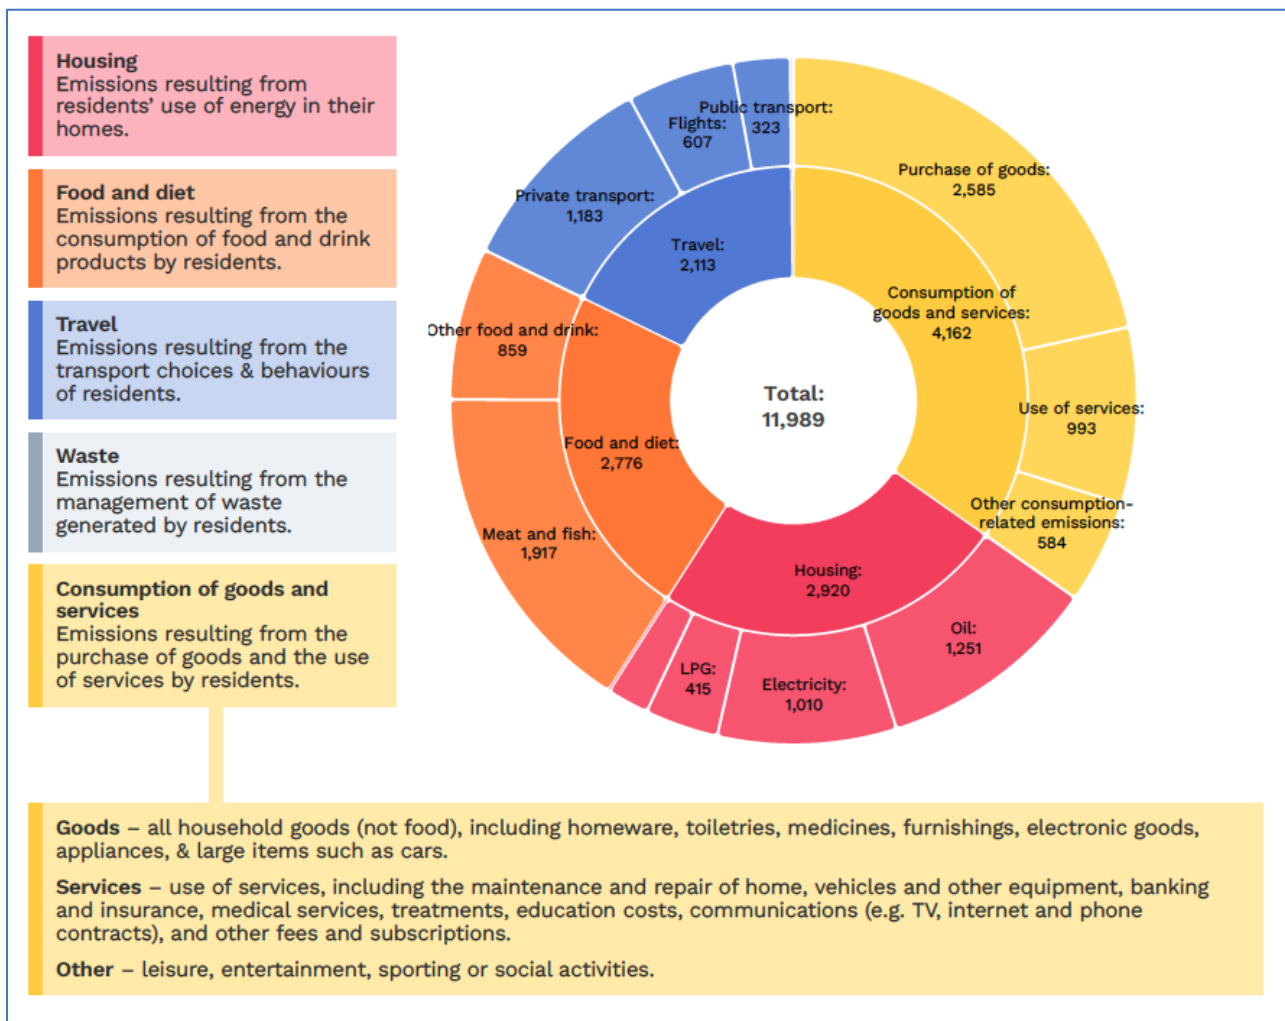 Housing
Emissions resulting from
residents’ use of energy in their
homes.
Food and diet
Emissions resulting from the
consumption of food and drink
products by residents.
Travel
Emissions resulting from the
transport choices & behaviours
of residents.
Waste
Emissions resulting from the
management of waste
generated by residents.
Consumption of goods and
services
Emissions resulting from the
purchase of goods and the use
of services by residents.
Public transport:
323
Flights:
607
Private transport:
1,183
Travel:
2,113
Purchase of goods:
2,585
Consumption of
goods and services:
4,162
Other food and drink:
859
Total:
11,989
Use of services:
993
Food and diet:
2,776
Other consumption-
related emissions:
584
Meat and fish:
1,917
Housing:
2,920
Oil:
1,251
LPG:
415
Electricity:
1,010
Goods – all household goods (not food), including homeware, toiletries, medicines, furnishings, electronic goods,
appliances, & large items such as cars.
Services – use of services, including the maintenance and repair of home, vehicles and other equipment, banking
and insurance, medical services, treatments, education costs, communications (e.g. TV, internet and phone
contracts), and other fees and subscriptions.
Other – leisure, entertainment, sporting or social activities.